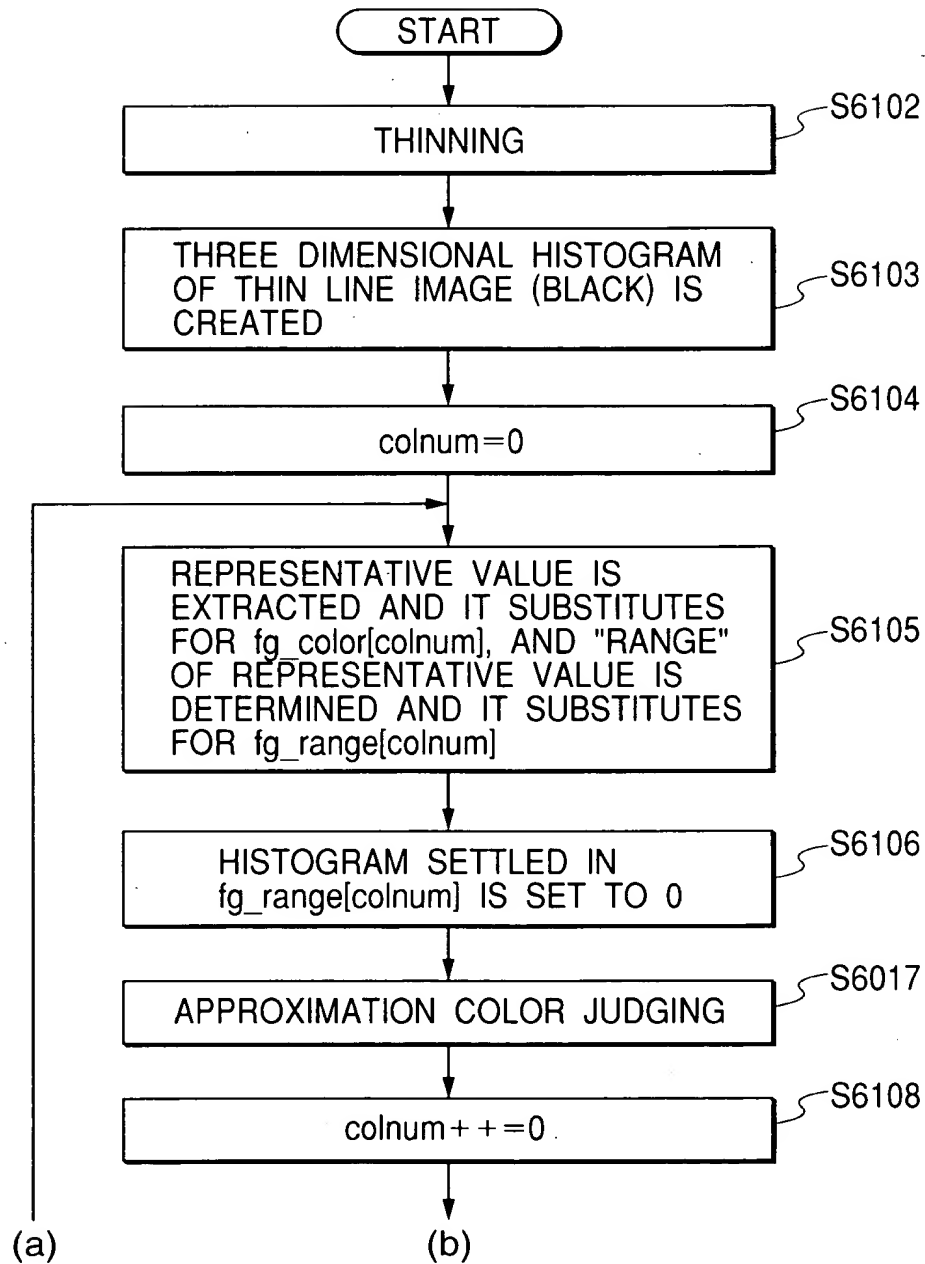 START
THINNING
S6102
THREE DIMENSIONAL HISTOGRAM
OF THIN LINE IMAGE (BLACK) IS
CREATED
S6103
colnum=0
S6104
REPRESENTATIVE VALUE IS
EXTRACTED AND IT SUBSTITUTES
FOR fg_color[colnum], AND "RANGE"
OF REPRESENTATIVE VALUE IS
DETERMINED AND IT SUBSTITUTES
FOR fg_range[colnum]
S6105
HISTOGRAM SETTLED IN
fg_range[colnum] IS SET TO 0
S6106
APPROXIMATION COLOR JUDGING
S6017
colnum++=0
S6108
(a)
(b)